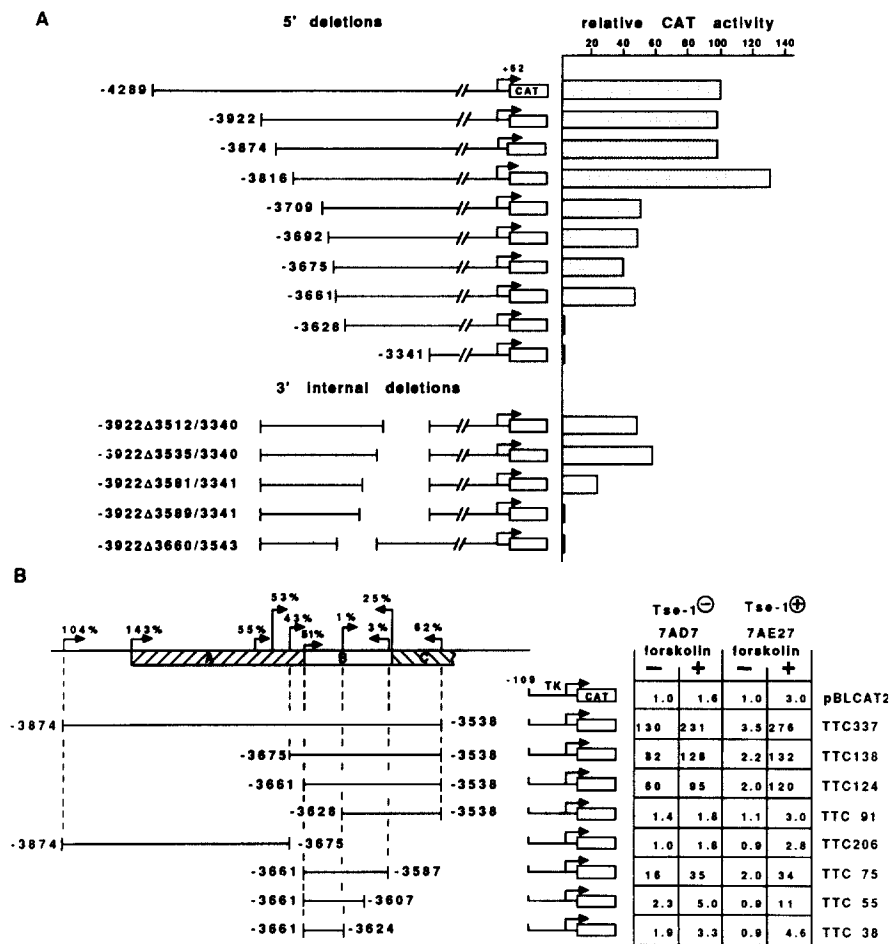 A
5' deletions
relative CAT activity
20 40 60 80 100 120 140
+62
-4289
CAT
-3922
-3874
-3816
-3709
-3692
-3675
-3661
-3628
-3341
3' internal deletions
-3922Δ3512/3340
-3922Δ3535/3340
-3922Δ3581/3341
-3922Δ3589/3341
-3922Δ3660/3543
B
104% 143% 55% 53% 43% 51% 1% 25% 3% 62%
A B C
Tse-1⊖ Tse-1⊕
7AD7 7AE27
forskolin forskolin
− + − +
-109 TK CAT 1.0 1.6 1.0 3.0 pBLCAT2
-3874 -3538 130 231 3.5 276 TTC337
-3675 -3538 82 128 2.2 132 TTC138
-3661 -3538 60 95 2.0 120 TTC124
-3628 -3538 1.4 1.8 1.1 3.0 TTC 91
-3874 -3675 1.0 1.6 0.9 2.8 TTC206
-3661 -3587 16 35 2.0 34 TTC 75
-3661 -3607 2.3 5.0 0.9 11 TTC 55
-3661 -3624 1.9 3.3 0.9 4.6 TTC 38